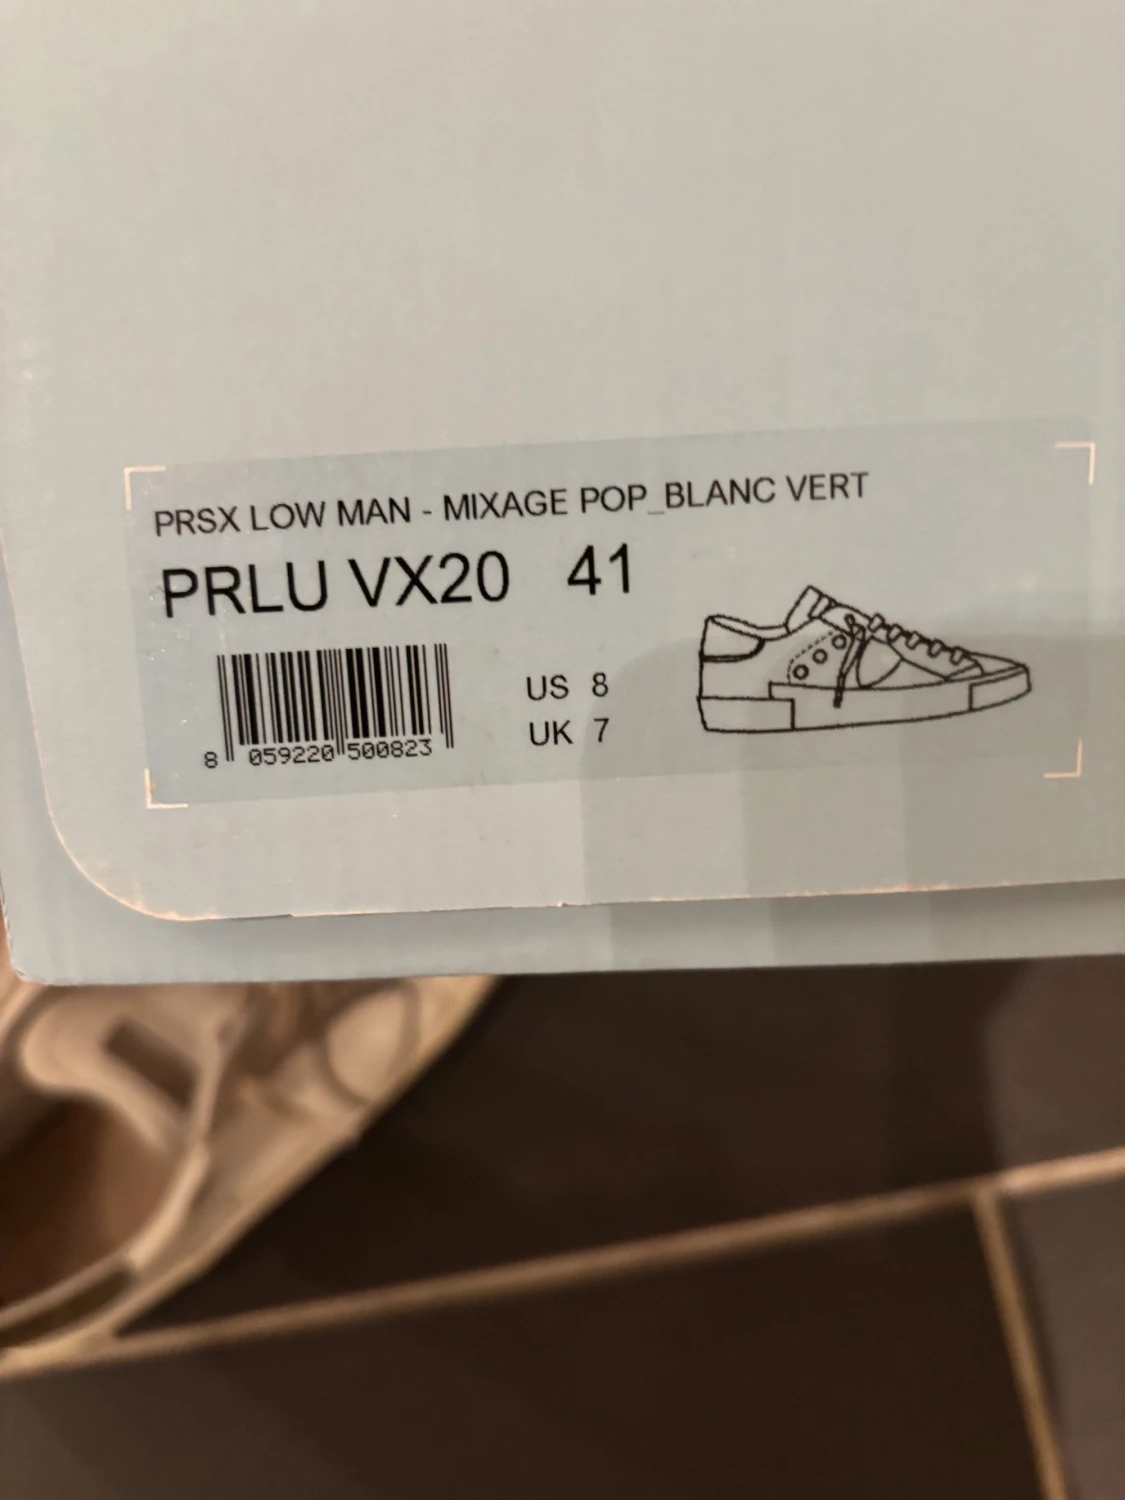 PRSX LOW MAN - MIXAGE POP_BLANC VERT
PRLU VX20 41
US 8
UK 7
8 059220 500823